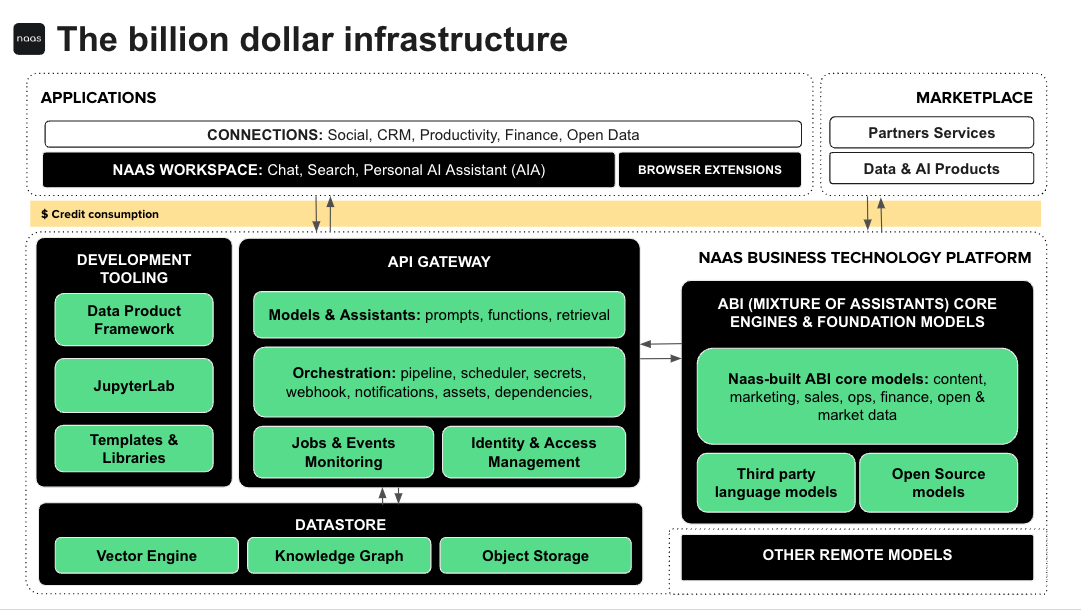 naas
The billion dollar infrastructure
APPLICATIONS
CONNECTIONS: Social, CRM, Productivity, Finance, Open Data
NAAS WORKSPACE: Chat, Search, Personal AI Assistant (AIA)
BROWSER EXTENSIONS
MARKETPLACE
Partners Services
Data & AI Products
$ Credit consumption
DEVELOPMENT
TOOLING
Data Product
Framework
JupyterLab
Templates &
Libraries
API GATEWAY
Models & Assistants: prompts, functions, retrieval
Orchestration: pipeline, scheduler, secrets,
webhook, notifications, assets, dependencies,
Jobs & Events
Monitoring
Identity & Access
Management
NAAS BUSINESS TECHNOLOGY PLATFORM
ABI (MIXTURE OF ASSISTANTS) CORE
ENGINES & FOUNDATION MODELS
Naas-built ABI core models: content,
marketing, sales, ops, finance, open &
market data
Third party
language models
Open Source
models
DATASTORE
Vector Engine
Knowledge Graph
Object Storage
OTHER REMOTE MODELS